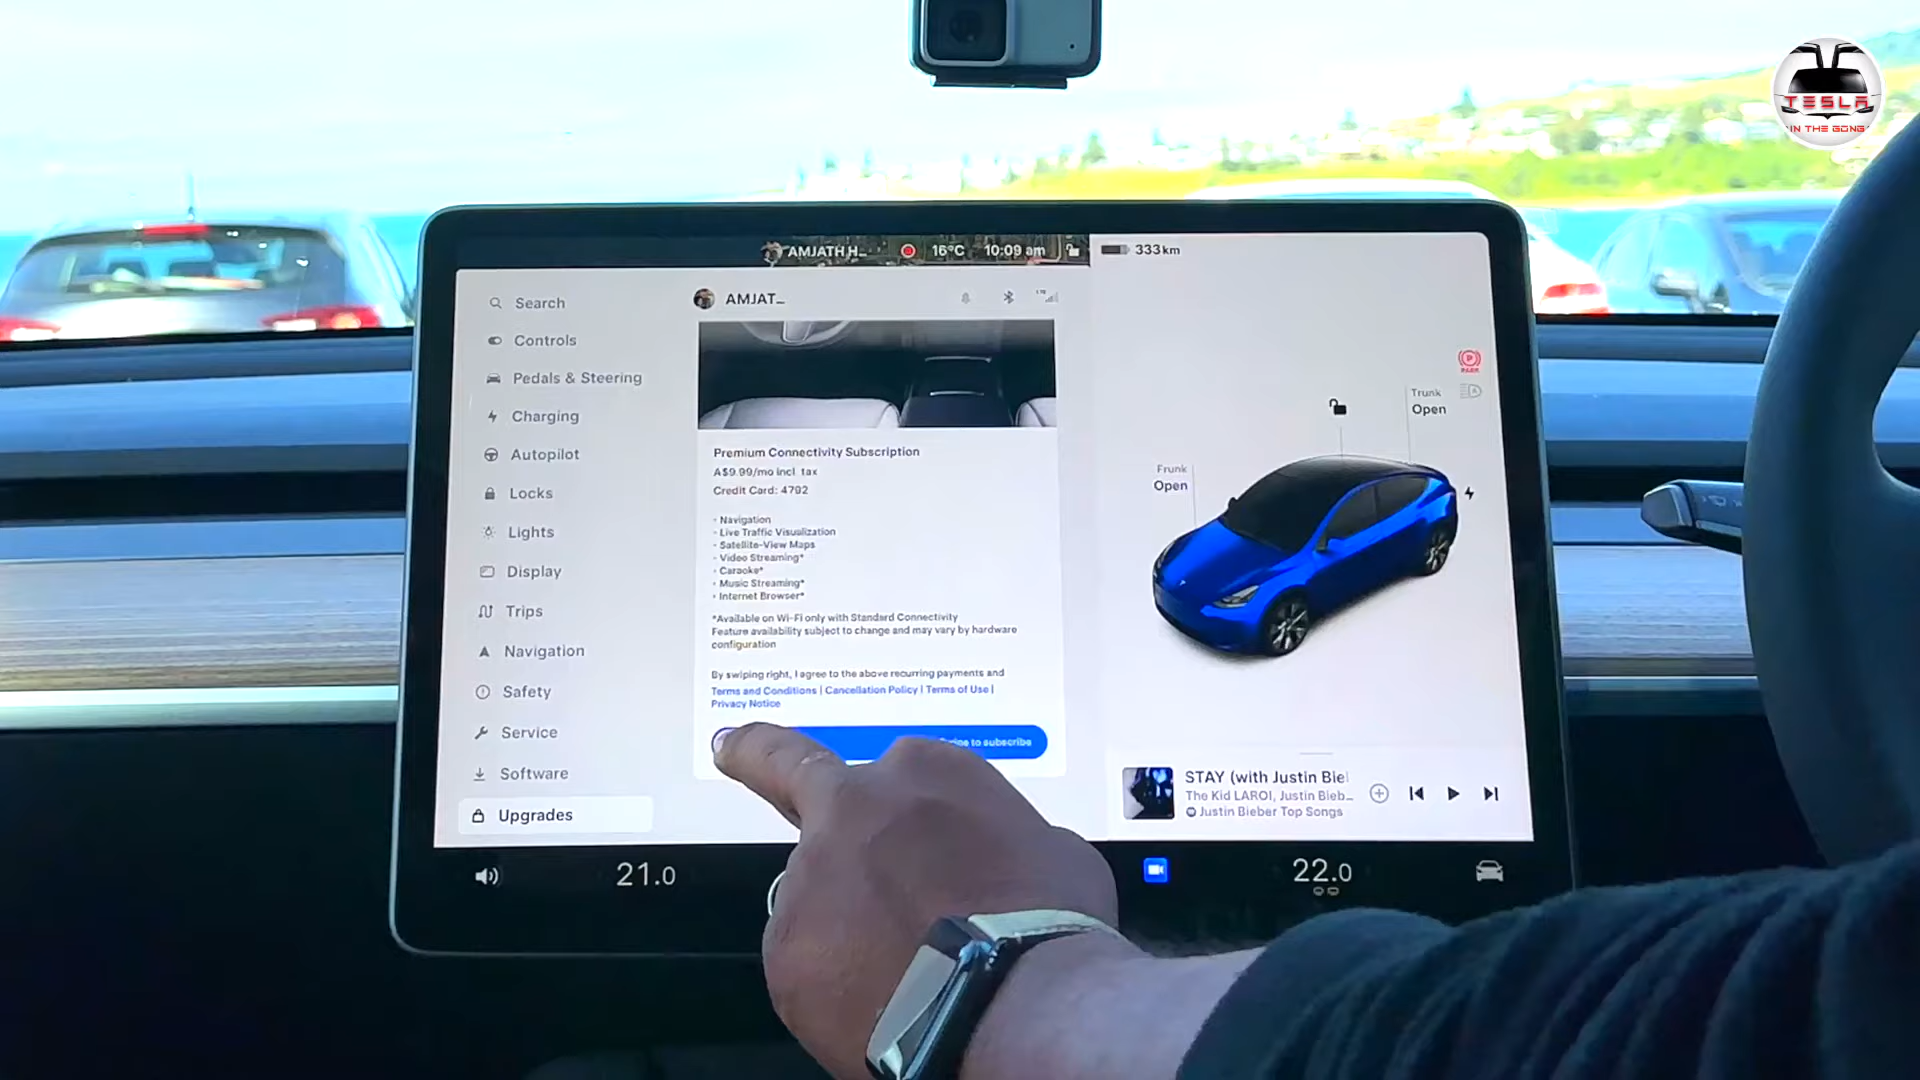 TESLA
IN THE GONG
AMJATH H...
16°C
10:09 am
333km
Search
Controls
Pedals & Steering
Charging
Autopilot
Locks
Lights
Display
Trips
Navigation
Safety
Service
Software
Upgrades
AMJAT...
LTE
Premium Connectivity Subscription
A$9.99/mo incl. tax
Credit Card: 4792
- Navigation
- Live Traffic Visualization
- Satellite-View Maps
- Video Streaming*
- Caraoke*
- Music Streaming*
- Internet Browser*
*Available on Wi-Fi only with Standard Connectivity
Feature availability subject to change and may vary by hardware
configuration
By swiping right, I agree to the above recurring payments and
Terms and Conditions | Cancellation Policy | Terms of Use |
Privacy Notice
to subscribe
PARK
Trunk
Open
Frunk
Open
STAY (with Justin Bie
The Kid LAROI, Justin Bieb...
Justin Bieber Top Songs
21.0
22.0